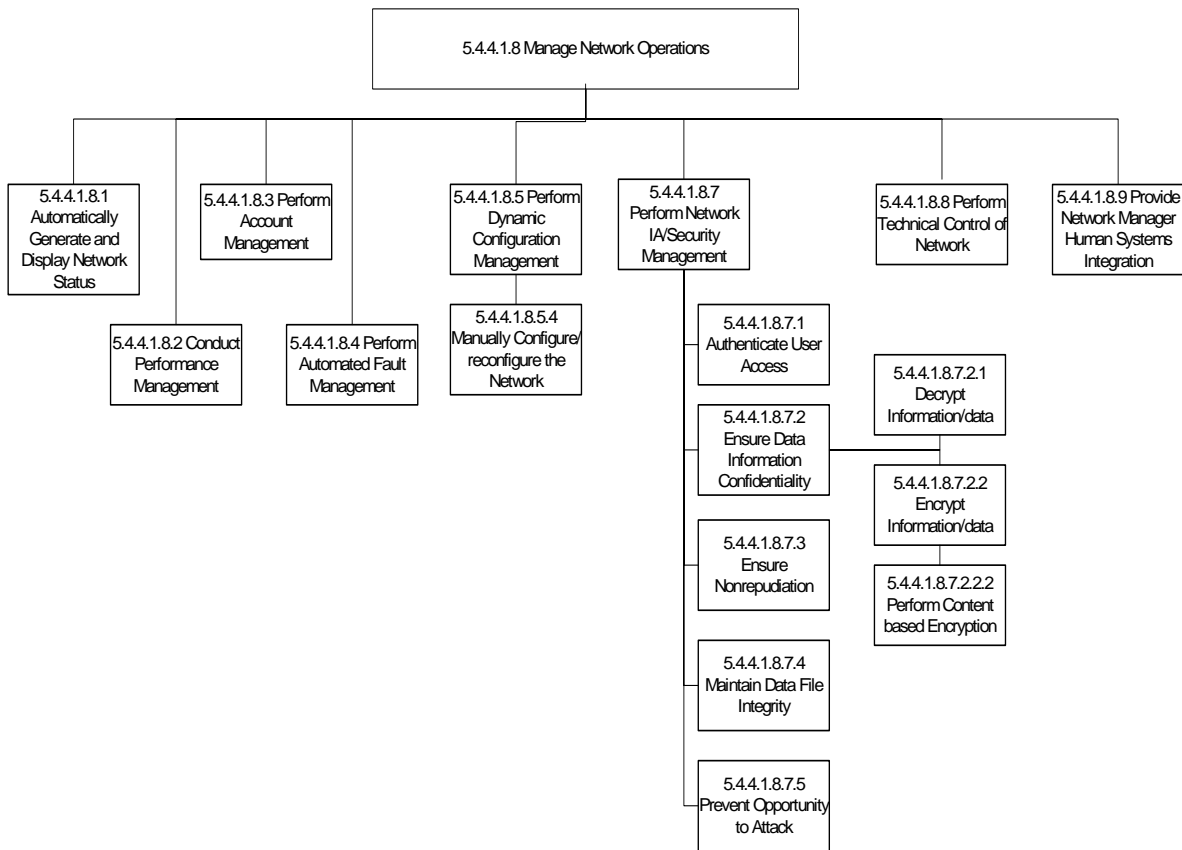 5.4.4.1.8 Manage Network Operations
5.4.4.1.8.1
Automatically
Generate and
Display Network
Status
5.4.4.1.8.3 Perform
Account
Management
5.4.4.1.8.5 Perform
Dynamic
Configuration
Management
5.4.4.1.8.7
Perform Network
IA/Security
Management
5.4.4.1.8.8 Perform
Technical Control of
Network
5.4.4.1.8.9 Provide
Network Manager
Human Systems
Integration
5.4.4.1.8.2 Conduct
Performance
Management
5.4.4.1.8.4 Perform
Automated Fault
Management
5.4.4.1.8.5.4
Manually Configure/
reconfigure the
Network
5.4.4.1.8.7.1
Authenticate User
Access
5.4.4.1.8.7.2
Ensure Data
Information
Confidentiality
5.4.4.1.8.7.2.1
Decrypt
Information/data
5.4.4.1.8.7.2.2
Encrypt
Information/data
5.4.4.1.8.7.2.2.2
Perform Content
based Encryption
5.4.4.1.8.7.3
Ensure
Nonrepudiation
5.4.4.1.8.7.4
Maintain Data File
Integrity
5.4.4.1.8.7.5
Prevent Opportunity
to Attack